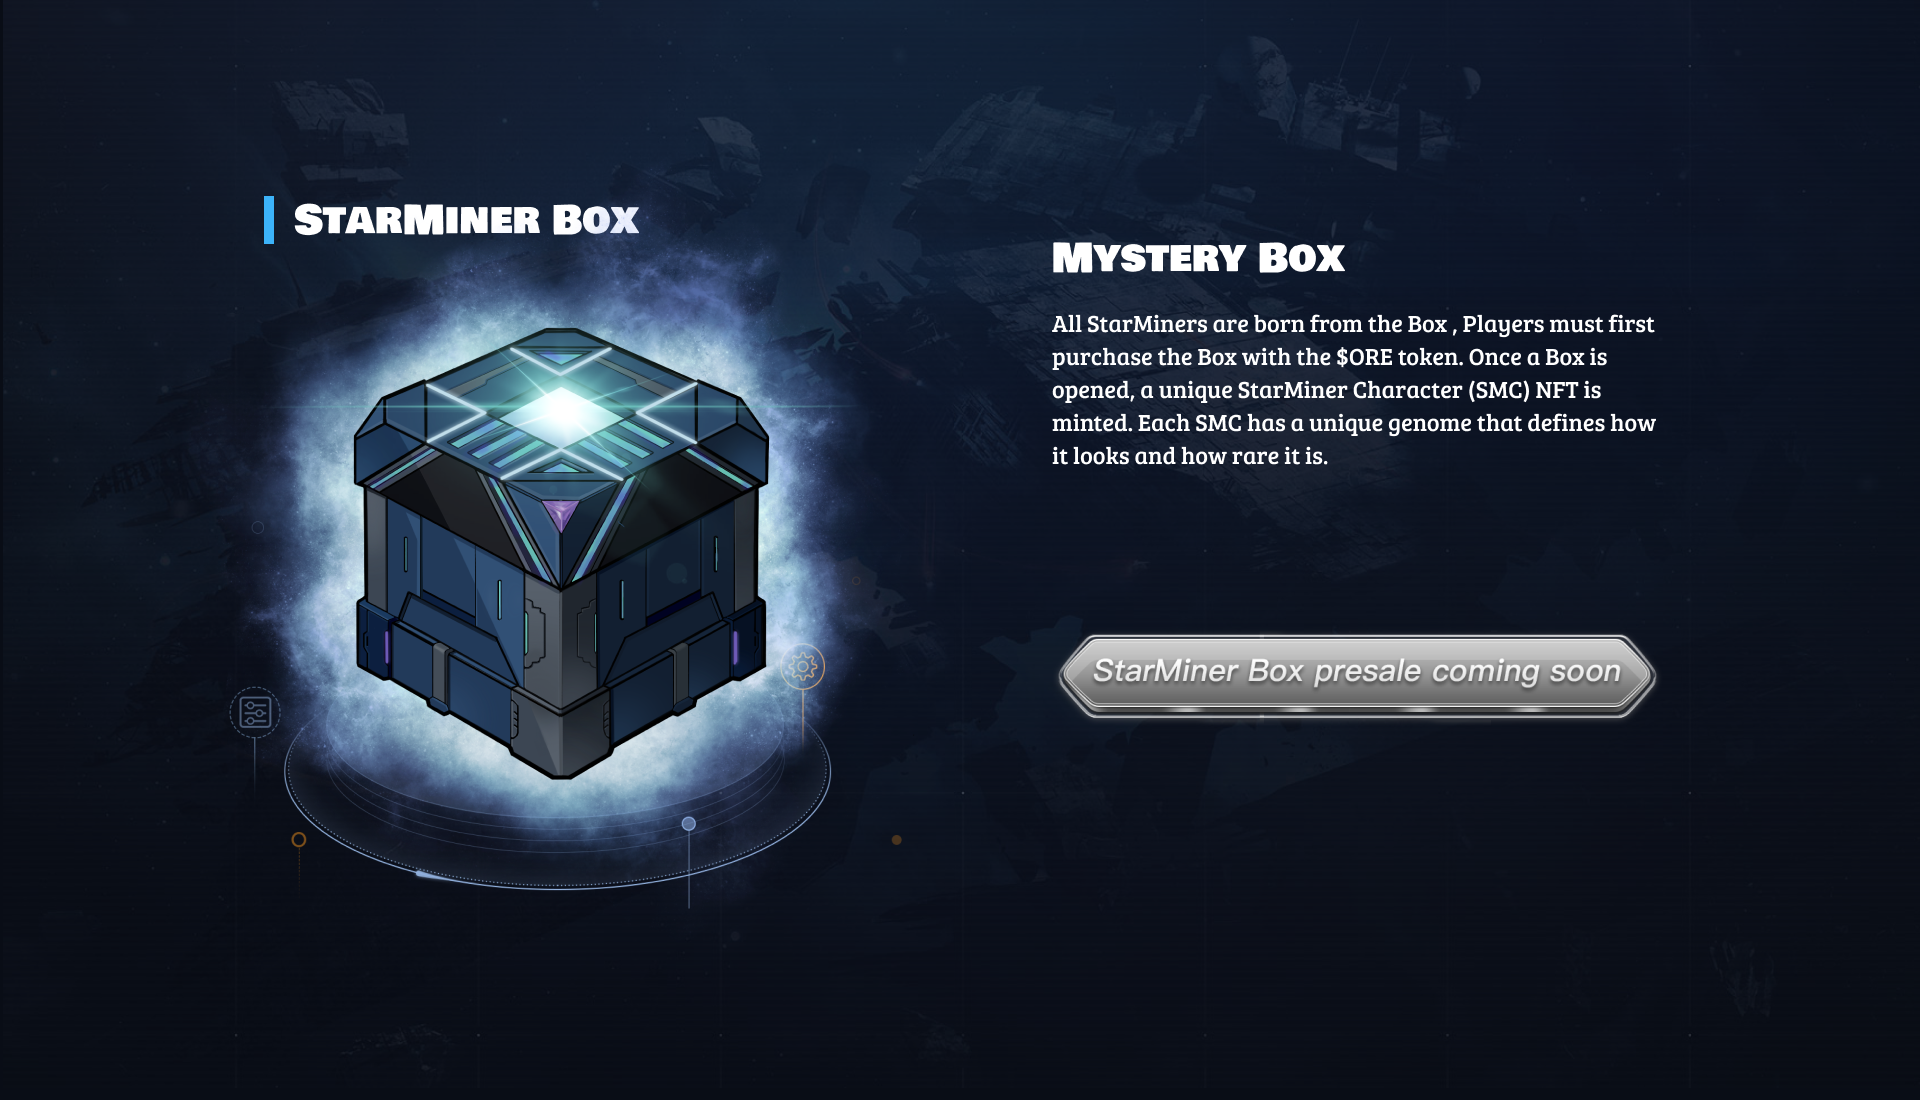 StarMiner Box
Mystery Box
All StarMiners are born from the Box , Players must first
purchase the Box with the $ORE token. Once a Box is
opened, a unique StarMiner Character (SMC) NFT is
minted. Each SMC has a unique genome that defines how
it looks and how rare it is.
StarMiner Box presale coming soon